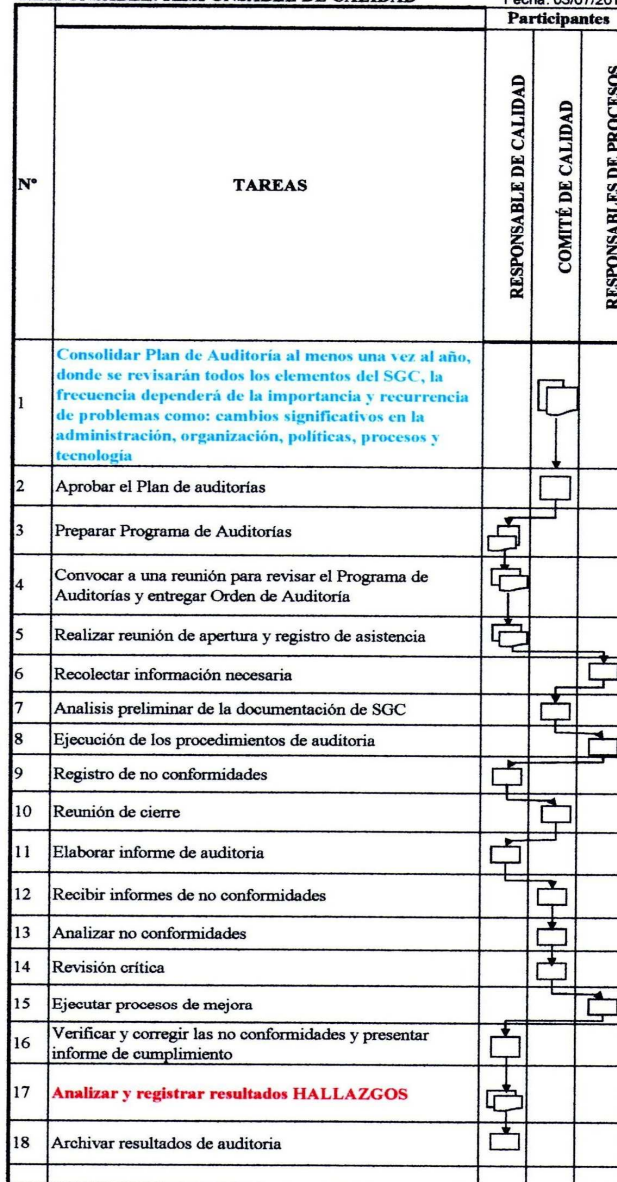 Participantes
N°
TAREAS
RESPONSABLE DE CALIDAD
COMITÉ DE CALIDAD
RESPONSABLES DE PROCESOS
1
Consolidar Plan de Auditoría al menos una vez al año,
donde se revisarán todos los elementos del SGC, la
frecuencia dependerá de la importancia y recurrencia
de problemas como: cambios significativos en la
administración, organización, políticas, procesos y
tecnología
2 Aprobar el Plan de auditorías
3 Preparar Programa de Auditorías
4 Convocar a una reunión para revisar el Programa de
Auditorías y entregar Orden de Auditoría
5 Realizar reunión de apertura y registro de asistencia
6 Recolectar información necesaria
7 Analisis preliminar de la documentación de SGC
8 Ejecución de los procedimientos de auditoria
9 Registro de no conformidades
10 Reunión de cierre
11 Elaborar informe de auditoria
12 Recibir informes de no conformidades
13 Analizar no conformidades
14 Revisión crítica
15 Ejecutar procesos de mejora
16 Verificar y corregir las no conformidades y presentar
informe de cumplimiento
17 Analizar y registrar resultados HALLAZGOS
18 Archivar resultados de auditoria